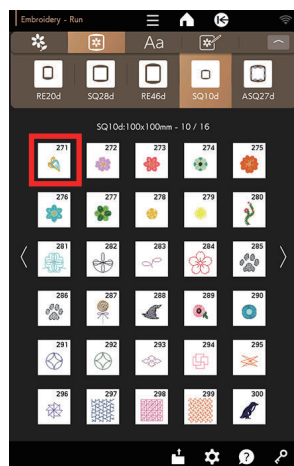 Embroidery - Run
Aa
RE20d SQ28d RE46d SQ10d ASQ27d
SQ10d:100x100mm - 10 / 16
271 272 273 274 275
276 277 278 279 280
281 282 283 284 285
286 287 288 289 290
291 292 293 294 295
296 297 298 299 300
?